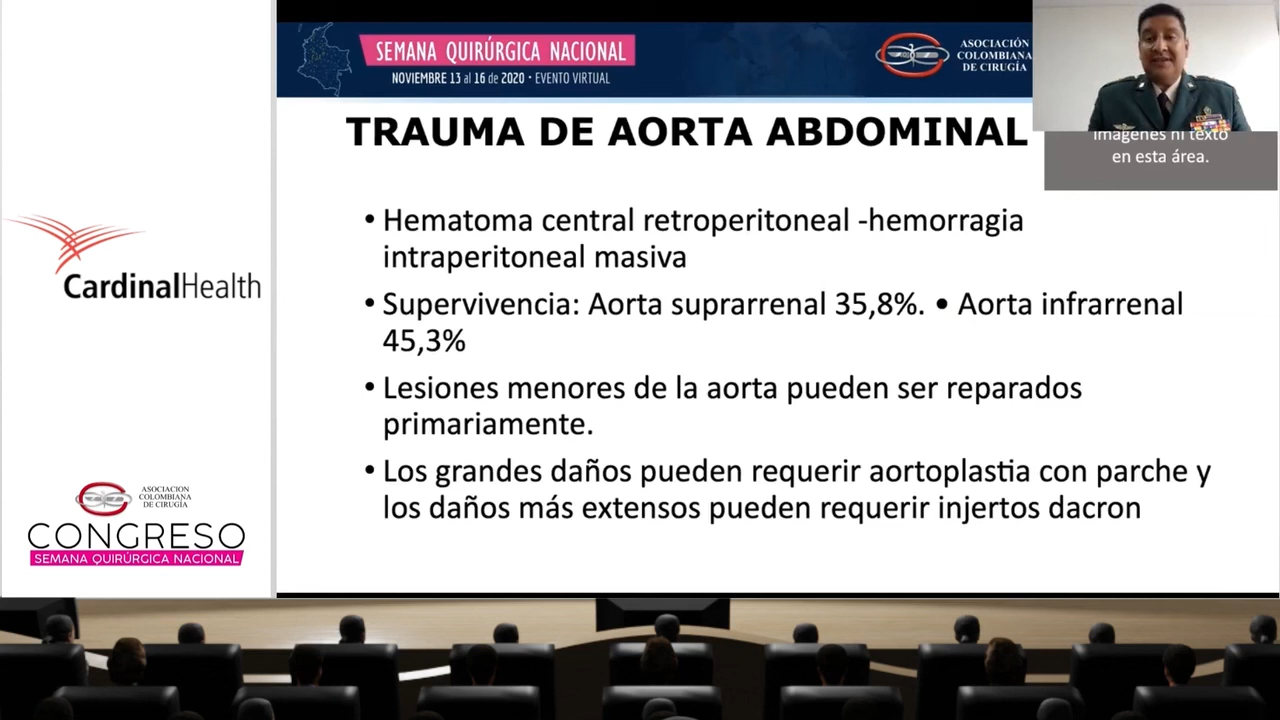 SEMANA QUIRÚRGICA NACIONAL
NOVIEMBRE 13 al 16 de 2020 • EVENTO VIRTUAL
ASOCIACIÓN
COLOMBIANA
DE CIRUGÍA
TRAUMA DE AORTA ABDOMINAL
imágenes ni texto
en esta área.
• Hematoma central retroperitoneal -hemorragia
intraperitoneal masiva
• Supervivencia: Aorta suprarrenal 35,8%. • Aorta infrarrenal
45,3%
• Lesiones menores de la aorta pueden ser reparados
primariamente.
• Los grandes daños pueden requerir aortoplastia con parche y
los daños más extensos pueden requerir injertos dacron
CardinalHealth
ASOCIACIÓN
COLOMBIANA
DE CIRUGÍA
CONGRESO
SEMANA QUIRÚRGICA NACIONAL